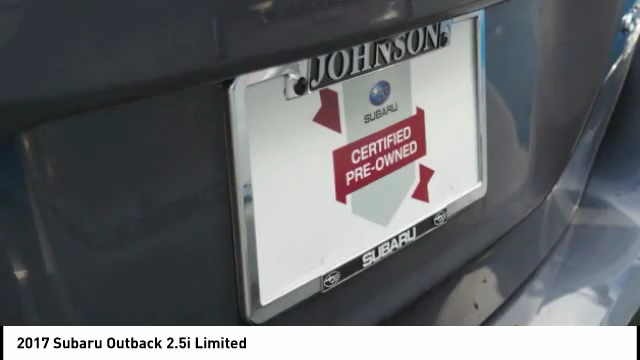 JOHNSON
SUBARU
CERTIFIED
PRE-OWNED
SUBARU
2017 Subaru Outback 2.5i Limited